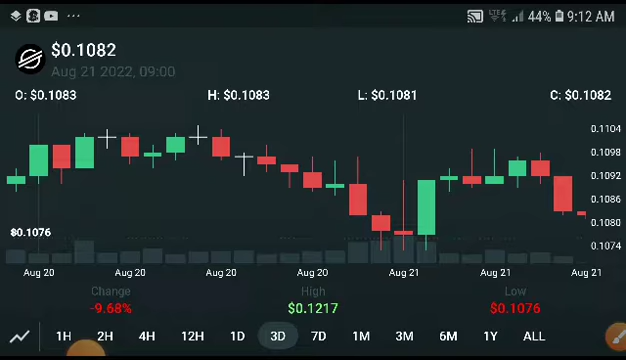 44% 9:12 AM
$0.1082
Aug 21 2022, 09:00
O: $0.1083 H: $0.1083 L: $0.1081 C: $0.1082
0.1104
0.1098
0.1092
0.1086
0.1080
0.1074
$0.1076
Aug 20 Aug 20 Aug 20 Aug 20 Aug 21 Aug 21 Aug 21
Change High Low
-9.68% $0.1217 $0.1076
1H 2H 4H 12H 1D 3D 7D 1M 3M 6M 1Y ALL